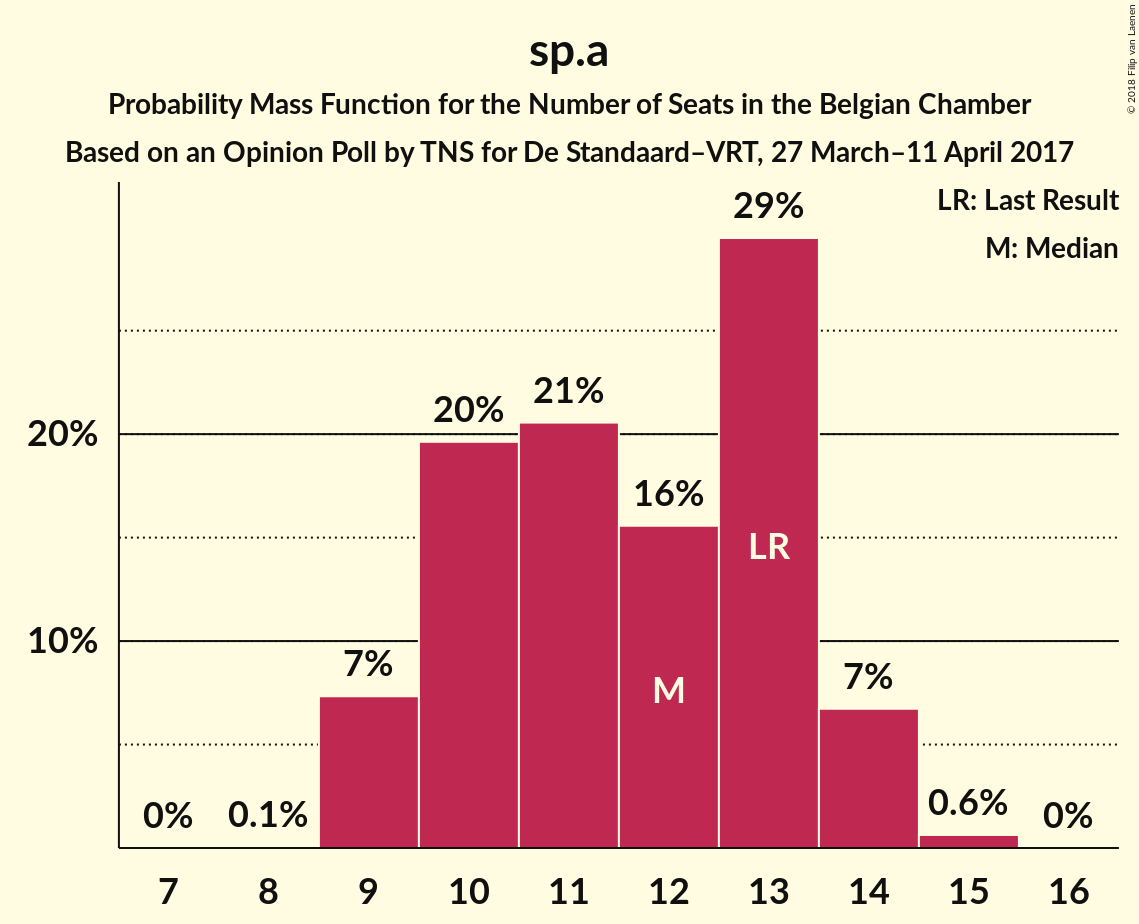 sp.a
Probability Mass Function for the Number of Seats in the Belgian Chamber
Based on an Opinion Poll by TNS for De Standaard–VRT, 27 March–11 April 2017
© 2018 Filip van Laenen
LR: Last Result
M: Median
29%
21%
20%
20%
16%
LR
10%
7%
M
7%
0%
0.1%
0.6%
0%
7
8
9
10
11
12
13
14
15
16